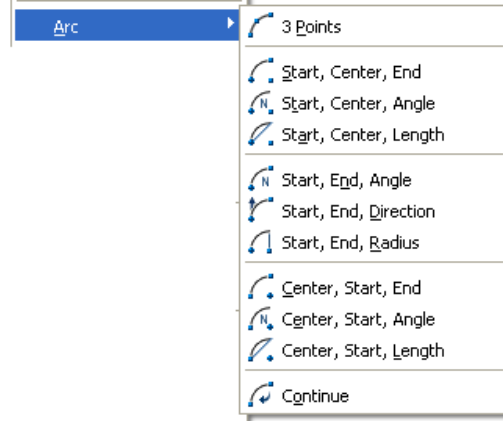 Arc
3 Points
Start, Center, End
Start, Center, Angle
Start, Center, Length
Start, End, Angle
Start, End, Direction
Start, End, Radius
Center, Start, End
Center, Start, Angle
Center, Start, Length
Continue